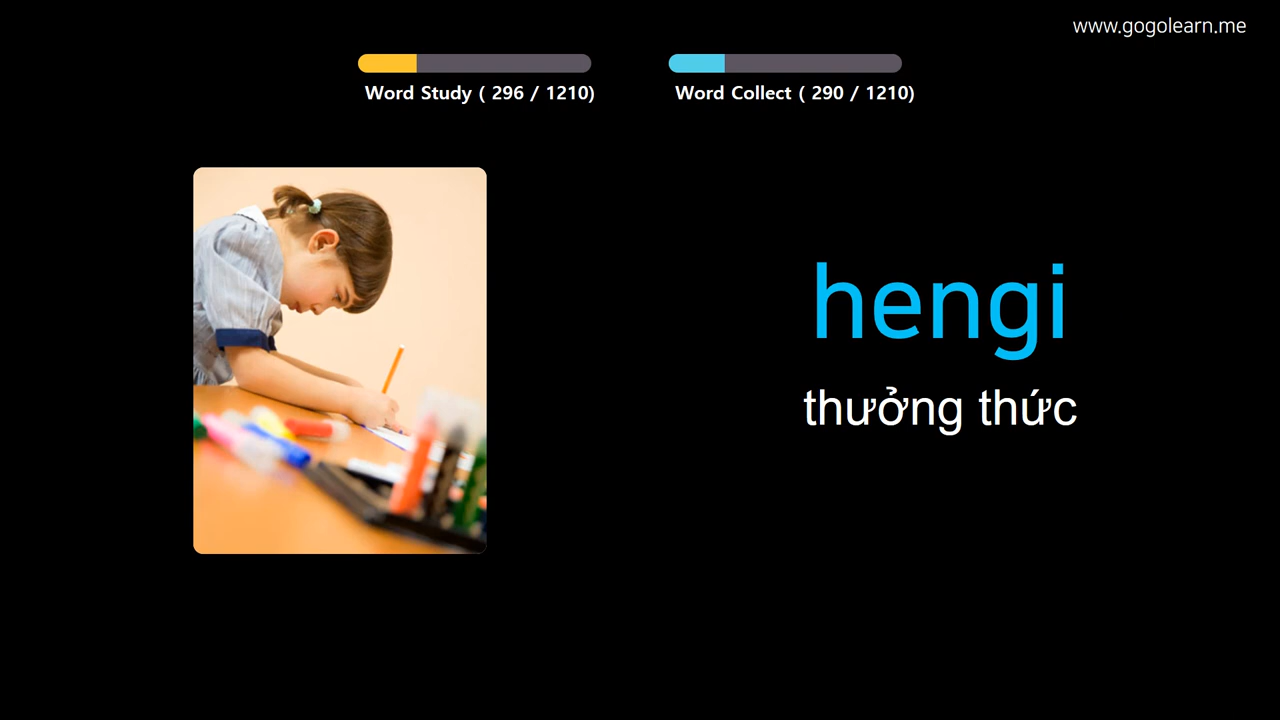 www.gogolearn.me
Word Study ( 296 / 1210)
Word Collect ( 290 / 1210)
hengi
thưởng thức